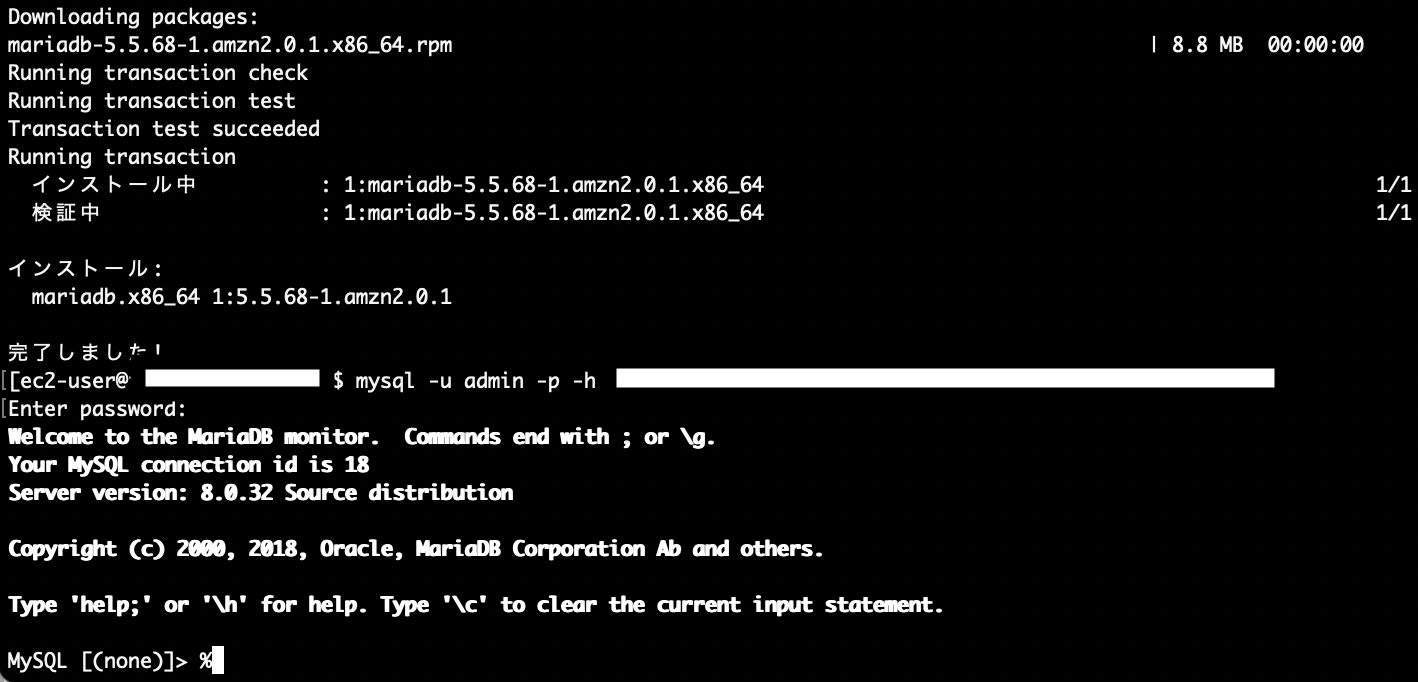 Downloading packages:
mariadb-5.5.68-1.amzn2.0.1.x86_64.rpm | 8.8 MB 00:00:00
Running transaction check
Running transaction test
Transaction test succeeded
Running transaction
インストール中 : 1:mariadb-5.5.68-1.amzn2.0.1.x86_64 1/1
検証中 : 1:mariadb-5.5.68-1.amzn2.0.1.x86_64 1/1
インストール:
mariadb.x86_64 1:5.5.68-1.amzn2.0.1
完了しました!
[[ec2-user@ $ mysql -u admin -p -h
[Enter password:
Welcome to the MariaDB monitor. Commands end with ; or \g.
Your MySQL connection id is 18
Server version: 8.0.32 Source distribution
Copyright (c) 2000, 2018, Oracle, MariaDB Corporation Ab and others.
Type 'help;' or '\h' for help. Type '\c' to clear the current input statement.
MySQL [(none)]> %